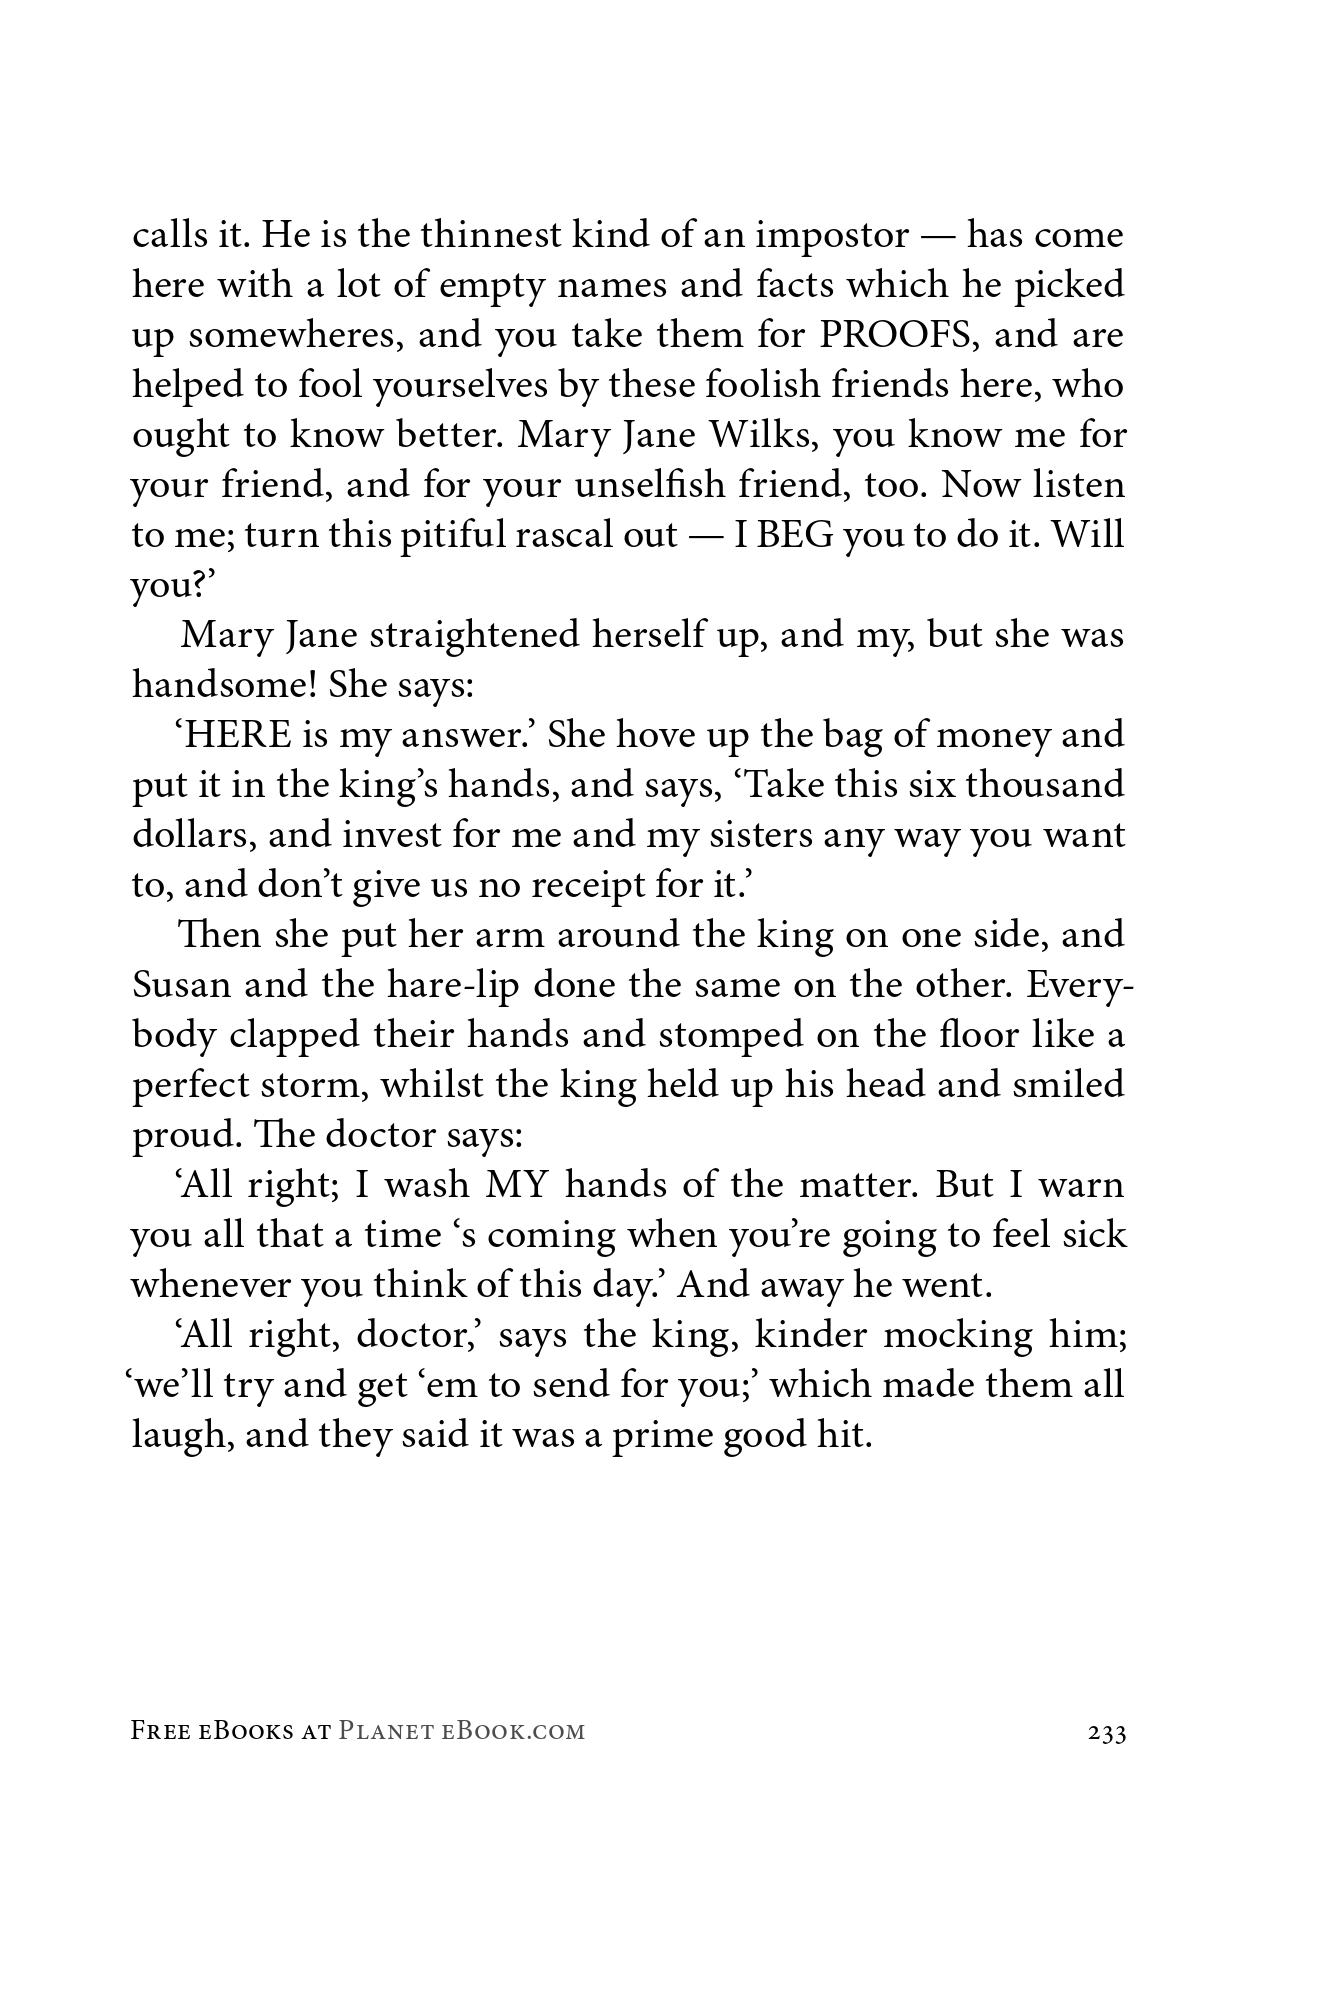 calls it. He is the thinnest kind of an impostor — has come
here with a lot of empty names and facts which he picked
up somewheres, and you take them for PROOFS, and are
helped to fool yourselves by these foolish friends here, who
ought to know better. Mary Jane Wilks, you know me for
your friend, and for your unselfish friend, too. Now listen
to me; turn this pitiful rascal out — I BEG you to do it. Will
you?’
Mary Jane straightened herself up, and my, but she was
handsome! She says:
‘HERE is my answer.’ She hove up the bag of money and
put it in the king’s hands, and says, ‘Take this six thousand
dollars, and invest for me and my sisters any way you want
to, and don’t give us no receipt for it.’
Then she put her arm around the king on one side, and
Susan and the hare-lip done the same on the other. Every-
body clapped their hands and stomped on the floor like a
perfect storm, whilst the king held up his head and smiled
proud. The doctor says:
‘All right; I wash MY hands of the matter. But I warn
you all that a time ‘s coming when you’re going to feel sick
whenever you think of this day.’ And away he went.
‘All right, doctor,’ says the king, kinder mocking him;
‘we’ll try and get ‘em to send for you;’ which made them all
laugh, and they said it was a prime good hit.
Free eBooks at Planet eBook.com 233